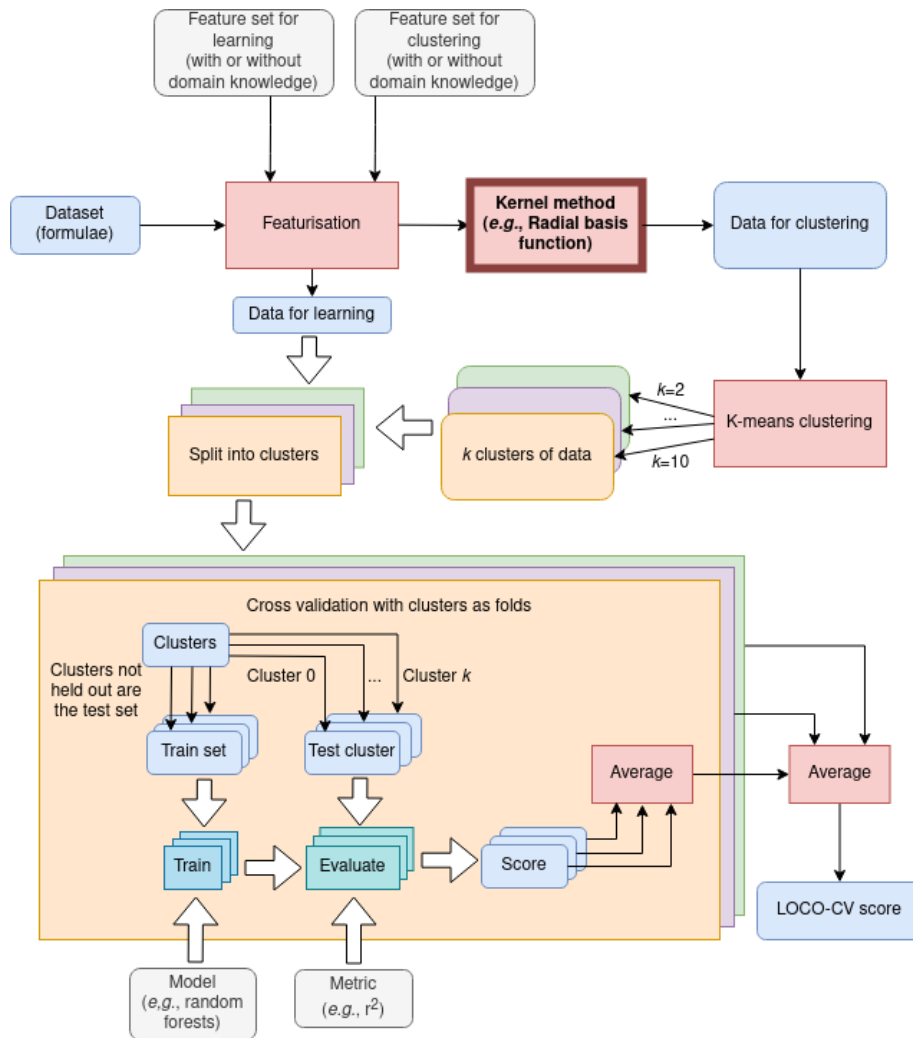 Feature set for
learning
(with or without
domain knowledge)
Feature set for
clustering
(with or without
domain knowledge)
Dataset
(formulae)
Featurisation
Kernel method
(e.g., Radial basis
function)
Data for clustering
Data for learning
k=2
...
k=10
K-means clustering
k clusters of data
Split into clusters
Cross validation with clusters as folds
Clusters
Clusters not
held out are
the test set
Cluster 0
...
Cluster k
Train set
Test cluster
Average
Average
Train
Evaluate
Score
LOCO-CV score
Model
(e,g., random
forests)
Metric
(e.g., r²)